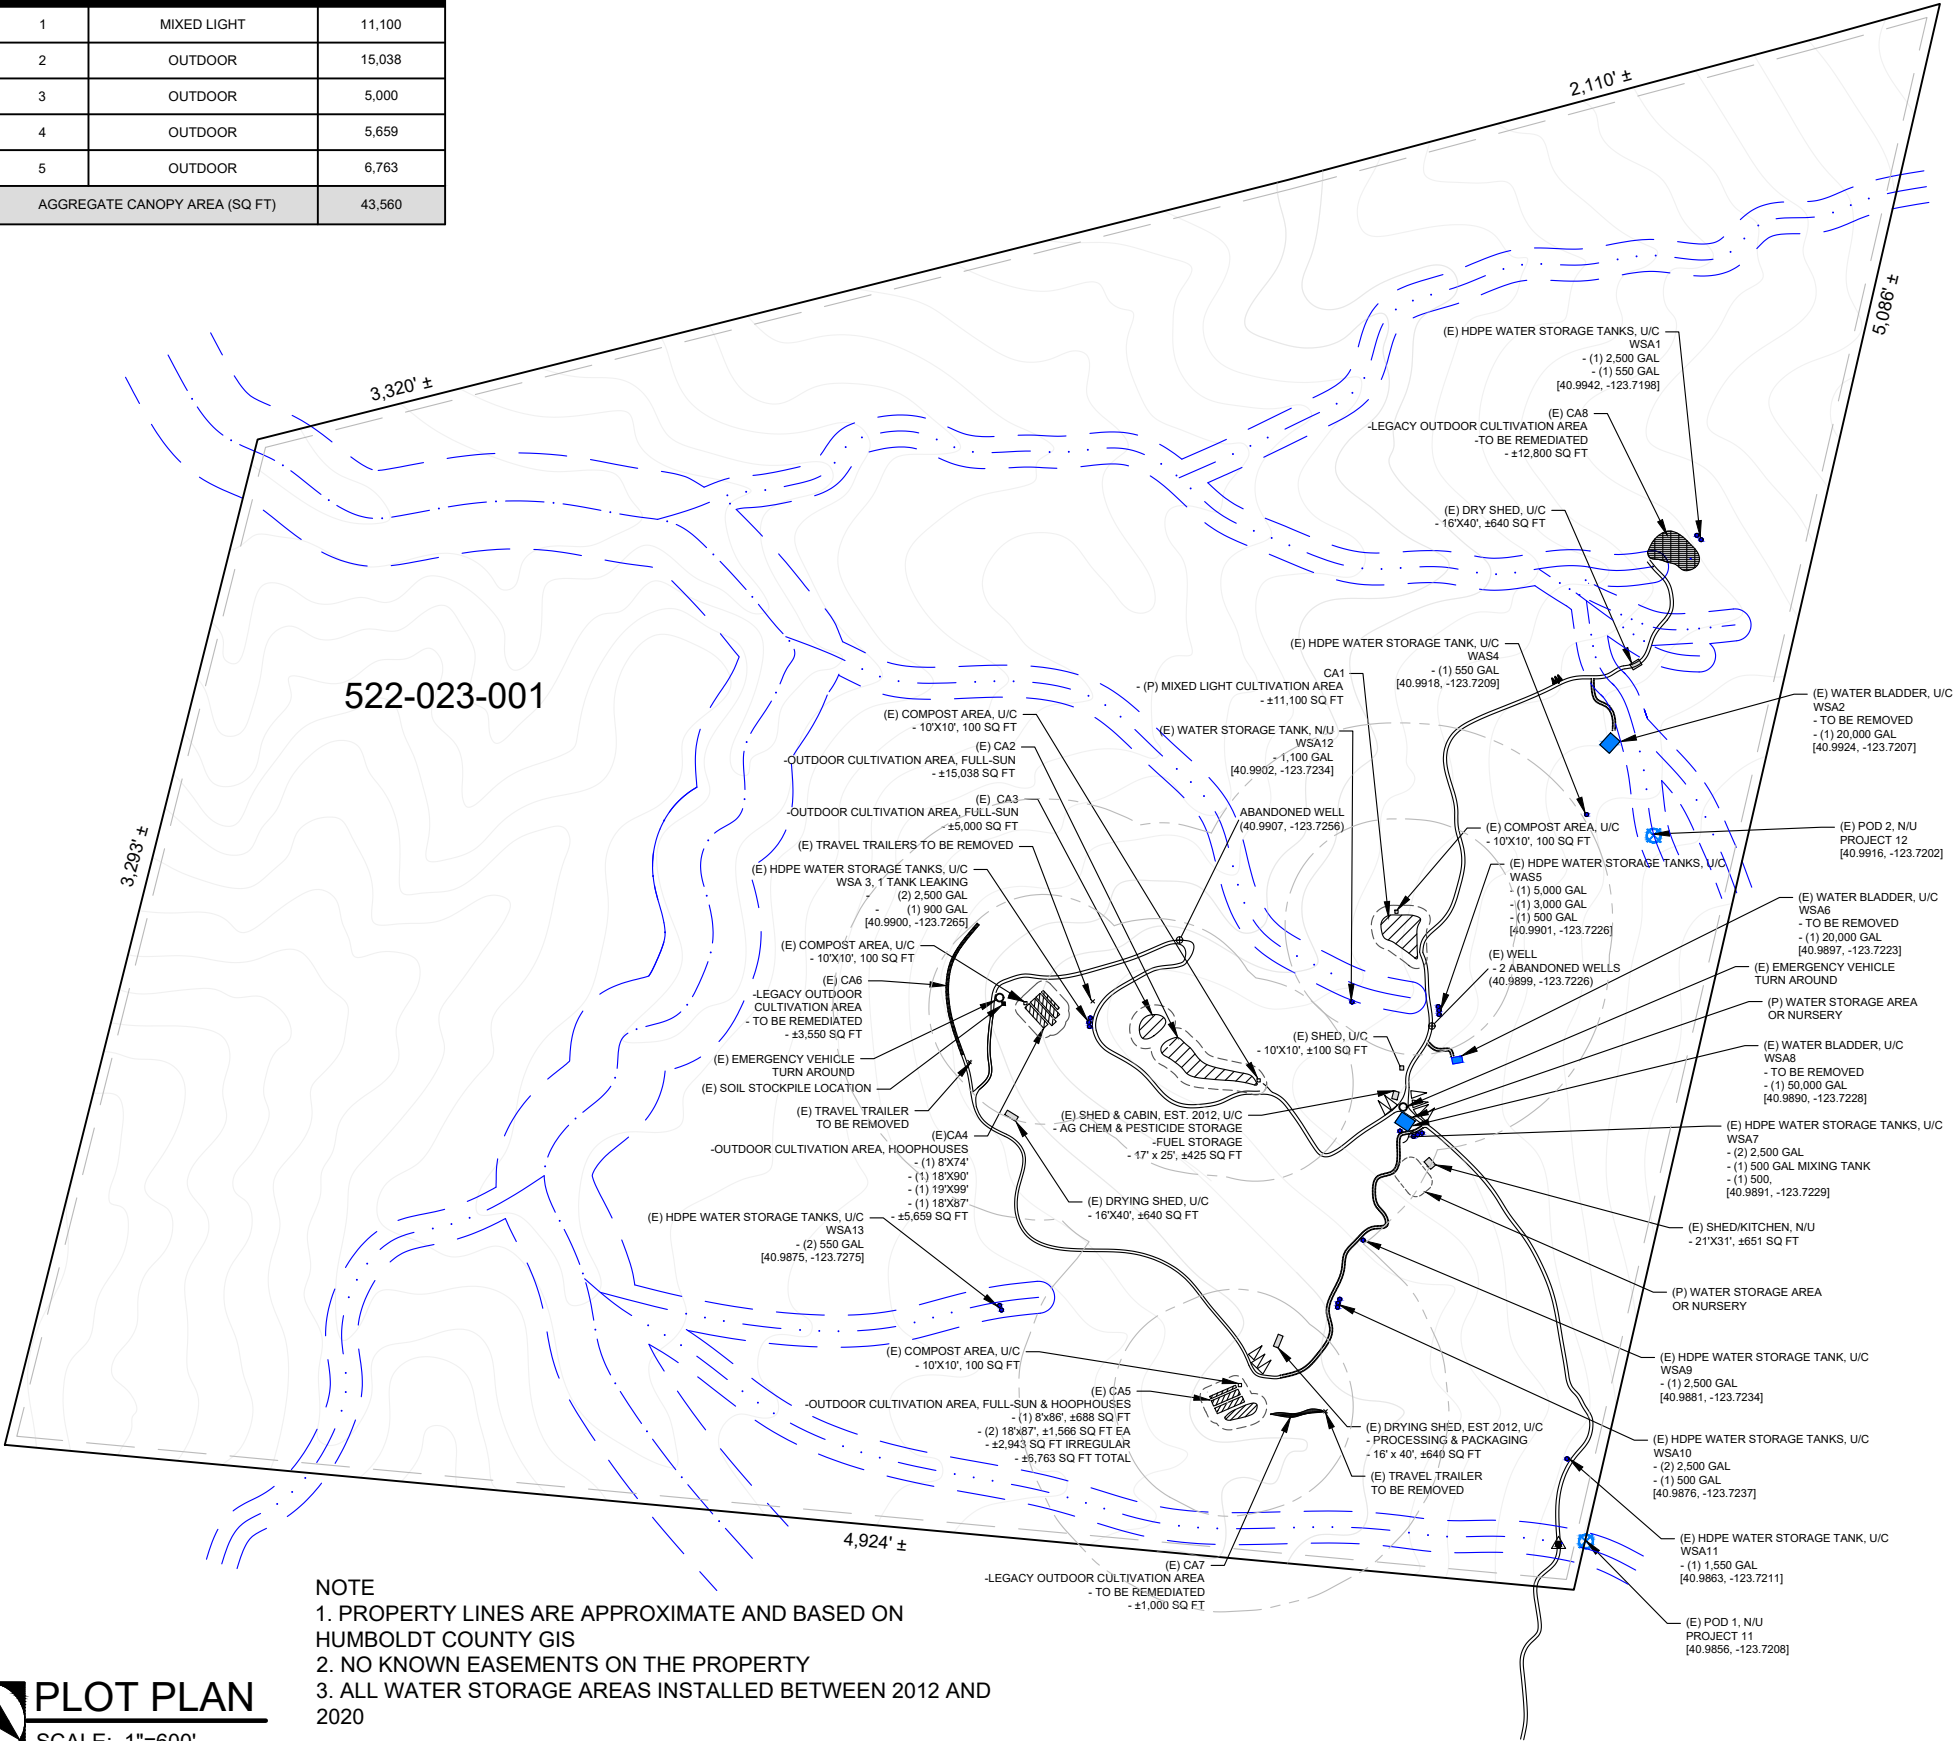 1 MIXED LIGHT 11,100
2 OUTDOOR 15,038
3 OUTDOOR 5,000
4 OUTDOOR 5,659
5 OUTDOOR 6,763
AGGREGATE CANOPY AREA (SQ FT) 43,560
2,110' ±
5,086' ±
3,320' ±
3,293' ±
4,924' ±
522-023-001
(E) HDPE WATER STORAGE TANKS, U/C
WSA1
- (1) 2,500 GAL
- (1) 550 GAL
[40.9942, -123.7198]
(E) CA8
-LEGACY OUTDOOR CULTIVATION AREA
-TO BE REMEDIATED
- ±12,800 SQ FT
(E) DRY SHED, U/C
- 16'X40', ±640 SQ FT
(E) HDPE WATER STORAGE TANK, U/C
WAS4
- (1) 550 GAL
[40.9918, -123.7209]
CA1
- (P) MIXED LIGHT CULTIVATION AREA
- ±11,100 SQ FT
(E) WATER STORAGE TANK, N/U
WSA12
- 1,100 GAL
[40.9902, -123.7234]
ABANDONED WELL
(40.9907, -123.7256)
(E) COMPOST AREA, U/C
- 10'X10', 100 SQ FT
(E) CA2
-OUTDOOR CULTIVATION AREA, FULL-SUN
- ±15,038 SQ FT
(E) CA3
-OUTDOOR CULTIVATION AREA, FULL-SUN
- ±5,000 SQ FT
(E) TRAVEL TRAILERS TO BE REMOVED
(E) HDPE WATER STORAGE TANKS, U/C
WSA 3, 1 TANK LEAKING
- (2) 2,500 GAL
- (1) 900 GAL
[40.9900, -123.7265]
(E) COMPOST AREA, U/C
- 10'X10', 100 SQ FT
(E) CA6
-LEGACY OUTDOOR
CULTIVATION AREA
- TO BE REMEDIATED
- ±3,550 SQ FT
(E) EMERGENCY VEHICLE
TURN AROUND
(E) SOIL STOCKPILE LOCATION
(E) TRAVEL TRAILER
TO BE REMOVED
(E)CA4
-OUTDOOR CULTIVATION AREA, HOOPHOUSES
- (1) 8'X74'
- (1) 18'X90'
- (1) 19'X99'
- (1) 18'X87'
- ±5,659 SQ FT
(E) HDPE WATER STORAGE TANKS, U/C
WSA13
- (2) 550 GAL
[40.9875, -123.7275]
(E) COMPOST AREA, U/C
- 10'X10', 100 SQ FT
(E) CA5
-OUTDOOR CULTIVATION AREA, FULL-SUN & HOOPHOUSES
- (1) 8'x86', ±688 SQ FT
- (2) 18'x87', ±1,566 SQ FT EA
- ±2,943 SQ FT IRREGULAR
- ±6,763 SQ FT TOTAL
(E) CA7
-LEGACY OUTDOOR CULTIVATION AREA
- TO BE REMEDIATED
- ±1,000 SQ FT
(E) SHED, U/C
- 10'X10', ±100 SQ FT
(E) SHED & CABIN, EST. 2012, U/C
- AG CHEM & PESTICIDE STORAGE
-FUEL STORAGE
- 17' x 25', ±425 SQ FT
(E) DRYING SHED, U/C
- 16'X40', ±640 SQ FT
(E) COMPOST AREA, U/C
- 10'X10', 100 SQ FT
(E) HDPE WATER STORAGE TANKS, U/C
WAS5
- (1) 5,000 GAL
- (1) 3,000 GAL
- (1) 500 GAL
[40.9901, -123.7226]
(E) WELL
- 2 ABANDONED WELLS
(40.9899, -123.7226)
(E) WATER BLADDER, U/C
WSA2
- TO BE REMOVED
- (1) 20,000 GAL
[40.9924, -123.7207]
(E) POD 2, N/U
PROJECT 12
[40.9916, -123.7202]
(E) WATER BLADDER, U/C
WSA6
- TO BE REMOVED
- (1) 20,000 GAL
[40.9897, -123.7223]
(E) EMERGENCY VEHICLE
TURN AROUND
(P) WATER STORAGE AREA
OR NURSERY
(E) WATER BLADDER, U/C
WSA8
- TO BE REMOVED
- (1) 50,000 GAL
[40.9890, -123.7228]
(E) HDPE WATER STORAGE TANKS, U/C
WSA7
- (2) 2,500 GAL
- (1) 500 GAL MIXING TANK
- (1) 500,
[40.9891, -123.7229]
(E) SHED/KITCHEN, N/U
- 21'X31', ±651 SQ FT
(P) WATER STORAGE AREA
OR NURSERY
(E) HDPE WATER STORAGE TANK, U/C
WSA9
- (1) 2,500 GAL
[40.9881, -123.7234]
(E) DRYING SHED, EST 2012, U/C
- PROCESSING & PACKAGING
- 16' x 40', ±640 SQ FT
(E) TRAVEL TRAILER
TO BE REMOVED
(E) HDPE WATER STORAGE TANKS, U/C
WSA10
- (2) 2,500 GAL
- (1) 500 GAL
[40.9876, -123.7237]
(E) HDPE WATER STORAGE TANK, U/C
WSA11
- (1) 1,550 GAL
[40.9863, -123.7211]
(E) POD 1, N/U
PROJECT 11
[40.9856, -123.7208]
NOTE
1. PROPERTY LINES ARE APPROXIMATE AND BASED ON
HUMBOLDT COUNTY GIS
2. NO KNOWN EASEMENTS ON THE PROPERTY
3. ALL WATER STORAGE AREAS INSTALLED BETWEEN 2012 AND
2020
PLOT PLAN
SCALE: 1"=600'